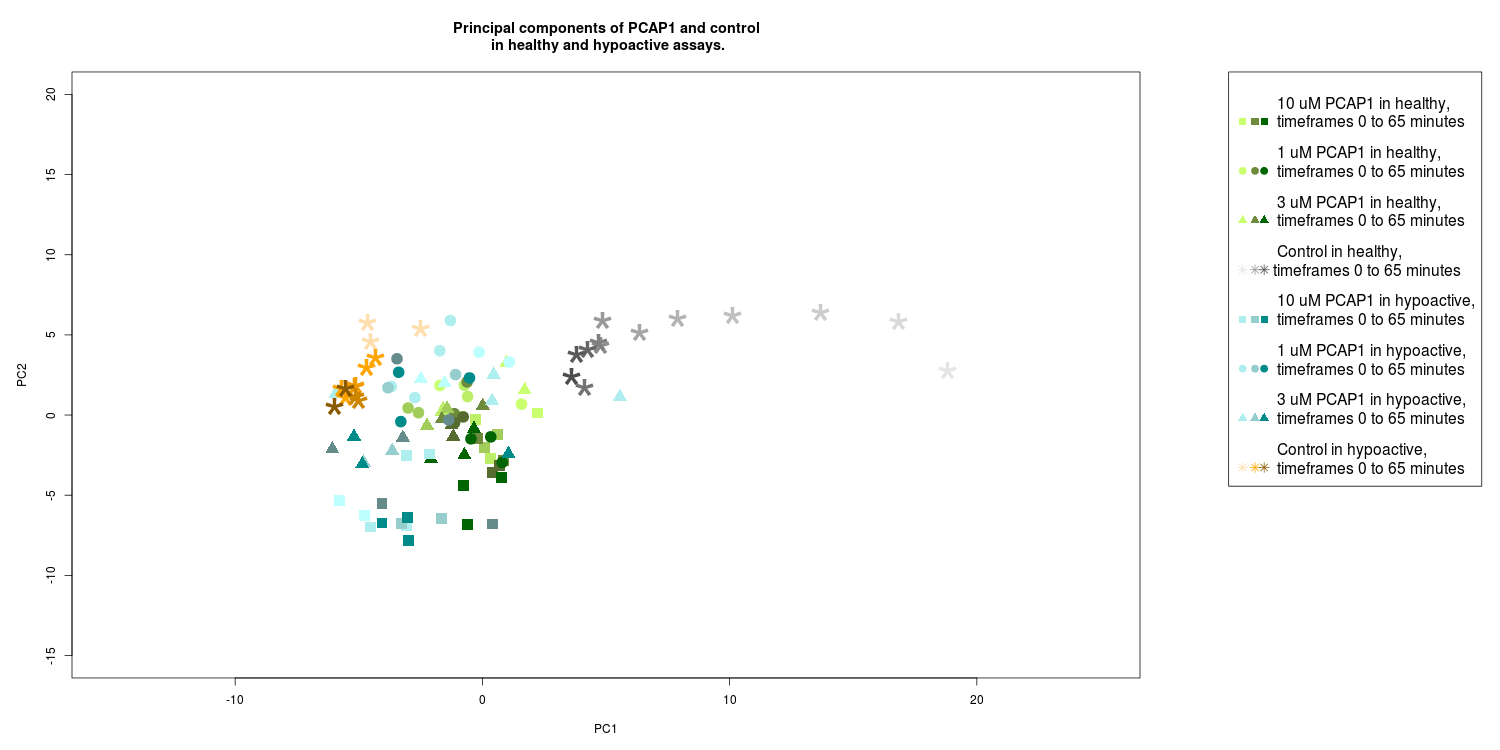 Principal components of PCAP1 and control
in healthy and hypoactive assays.
20
15
10
5
0
-5
-10
-15
PC2
-10
0
10
20
PC1
10 uM PCAP1 in healthy,
timeframes 0 to 65 minutes
1 uM PCAP1 in healthy,
timeframes 0 to 65 minutes
3 uM PCAP1 in healthy,
timeframes 0 to 65 minutes
Control in healthy,
timeframes 0 to 65 minutes
10 uM PCAP1 in hypoactive,
timeframes 0 to 65 minutes
1 uM PCAP1 in hypoactive,
timeframes 0 to 65 minutes
3 uM PCAP1 in hypoactive,
timeframes 0 to 65 minutes
Control in hypoactive,
timeframes 0 to 65 minutes